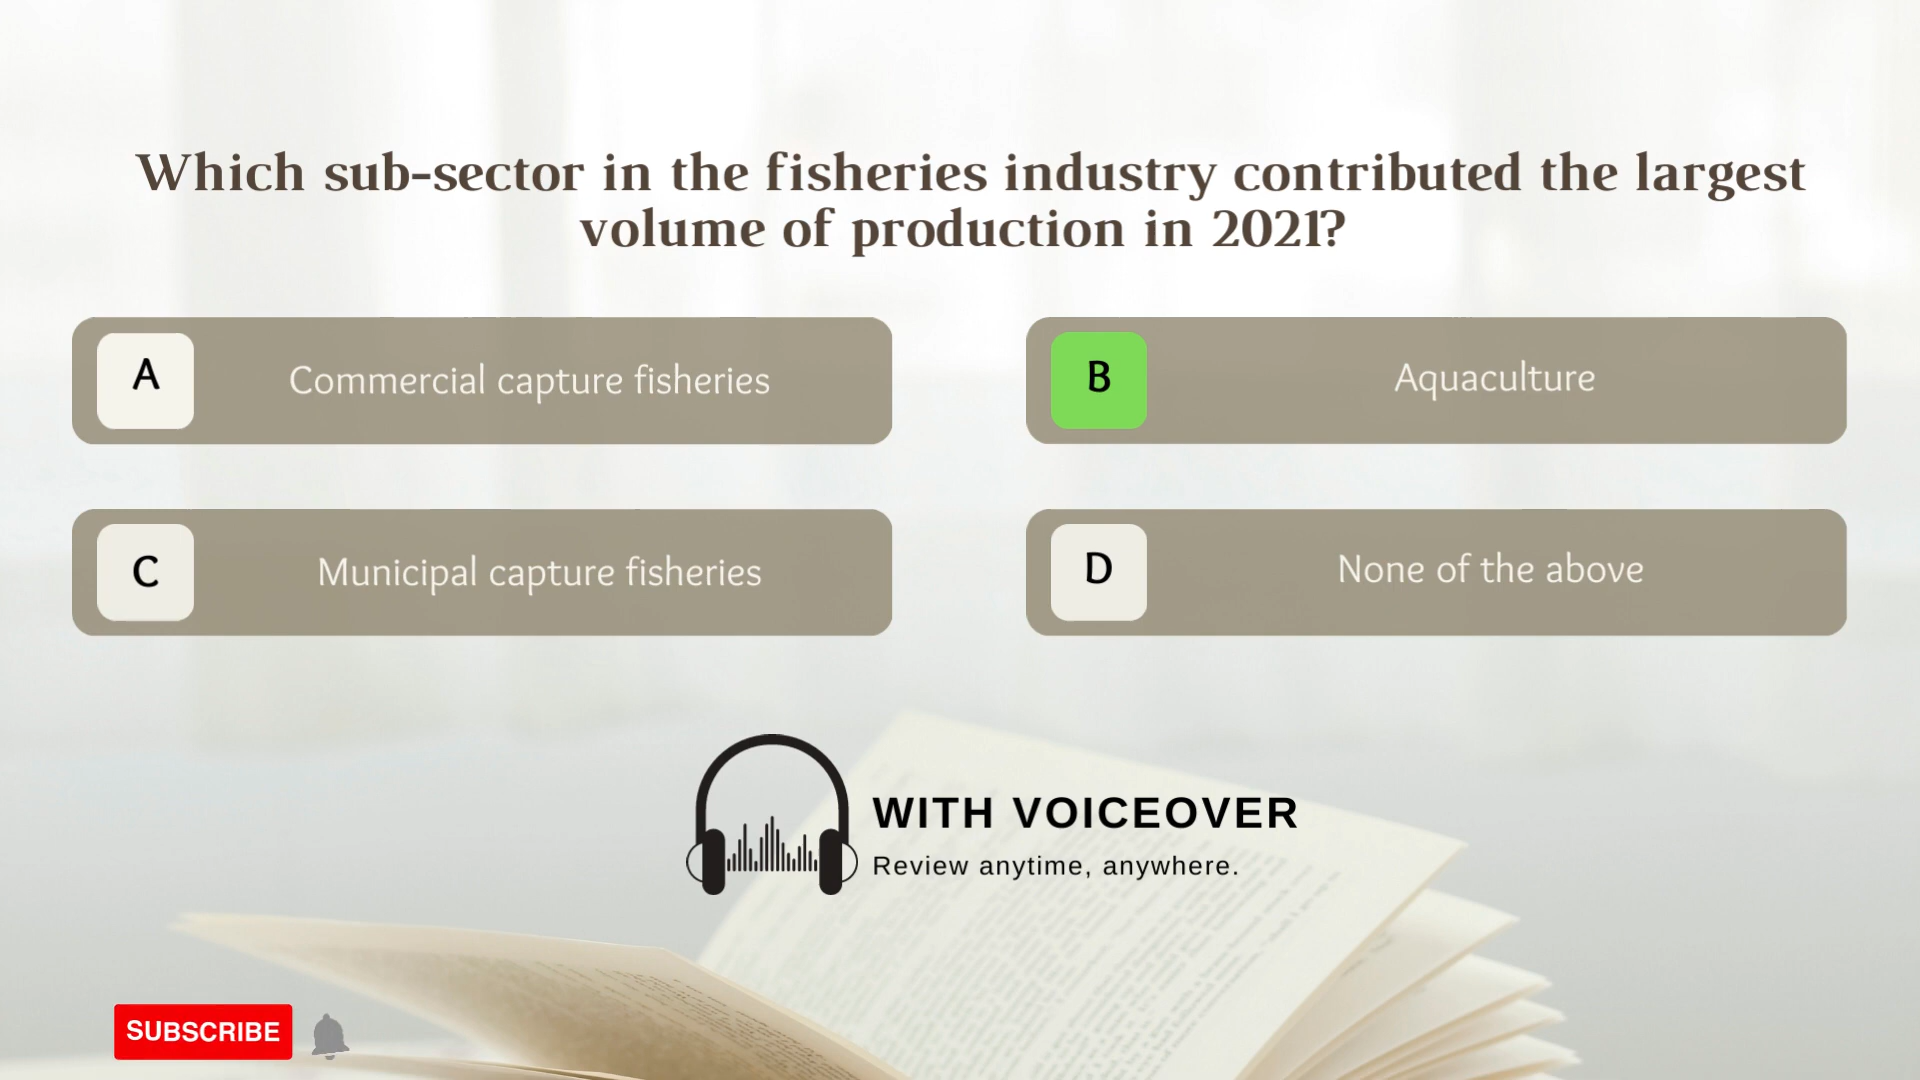 Which sub-sector in the fisheries industry contributed the largest
volume of production in 2021?
A
Commercial capture fisheries
B
Aquaculture
C
Municipal capture fisheries
D
None of the above
WITH VOICEOVER
Review anytime, anywhere.
SUBSCRIBE